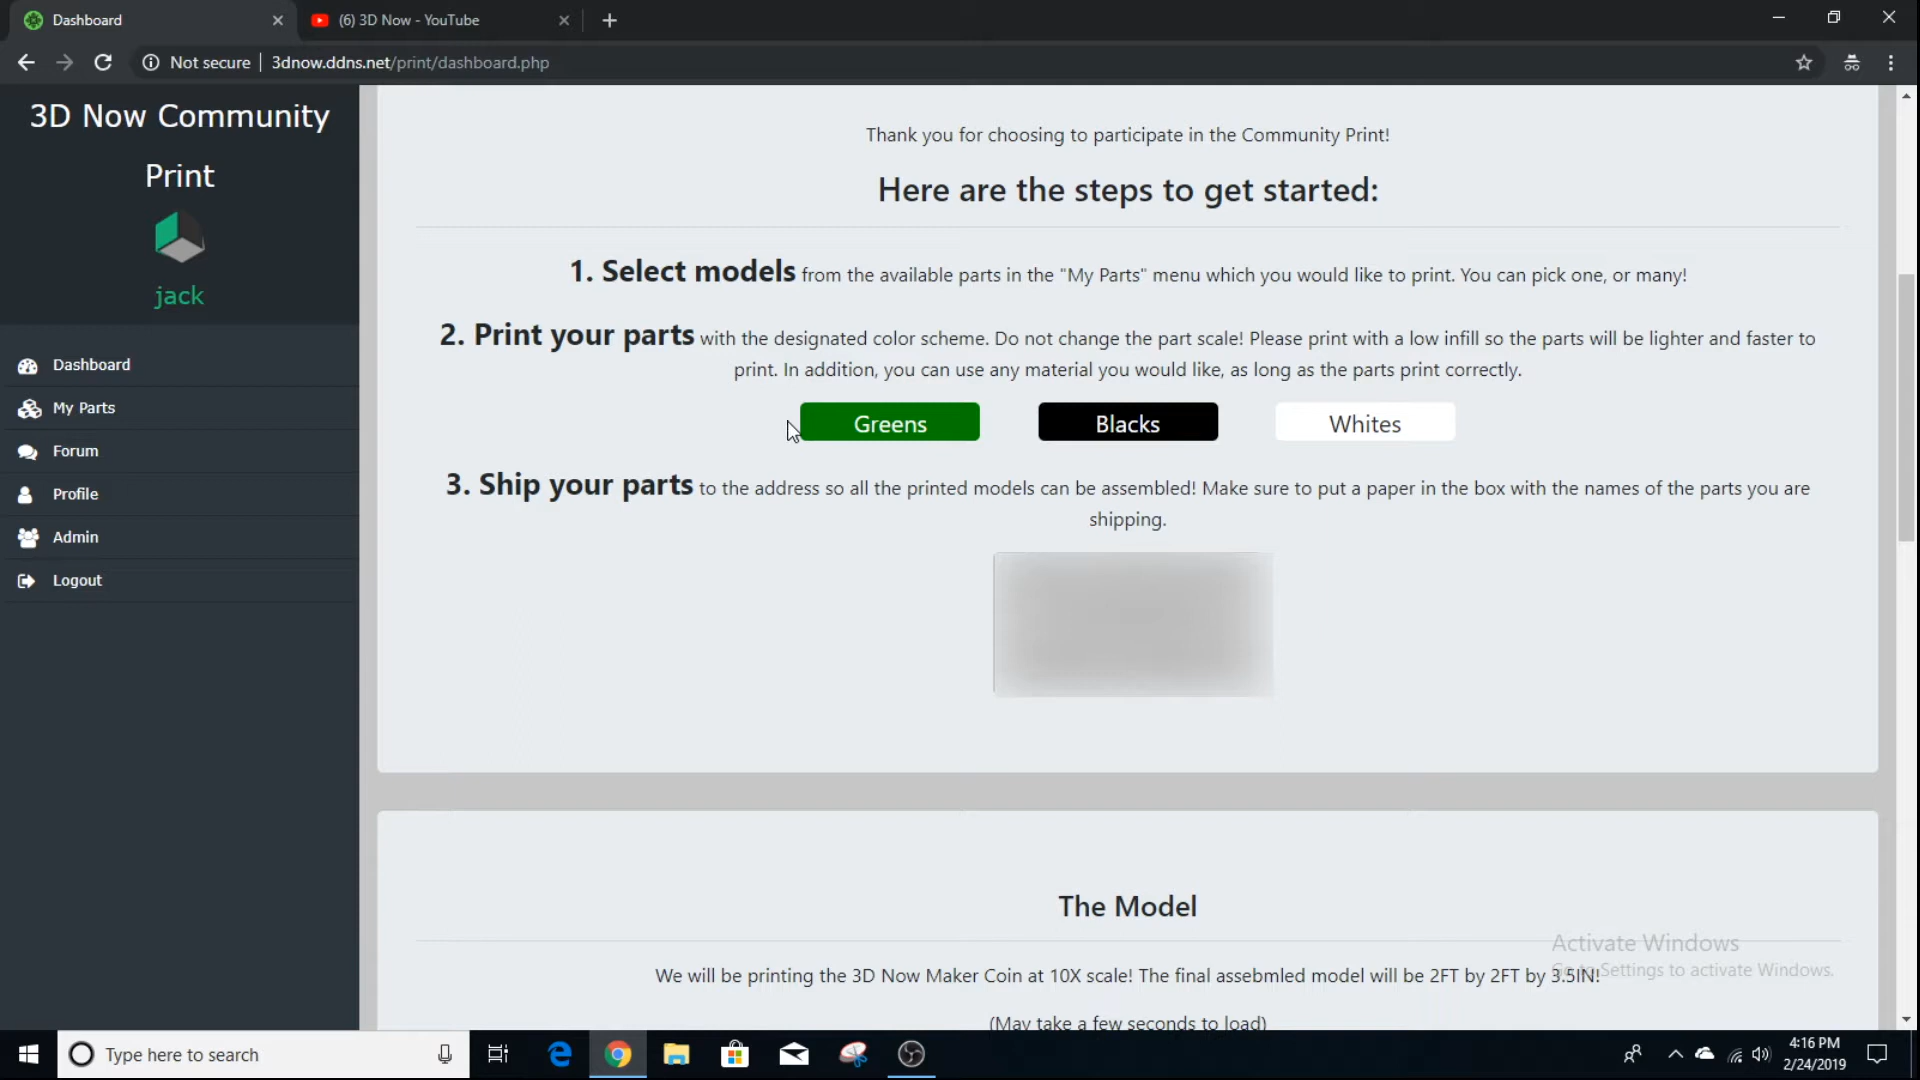 Dashboard
(6) 3D Now - YouTube
Not secure
3dnow.ddns.net/print/dashboard.php
3D Now Community
Print
jack
Dashboard
My Parts
Forum
Profile
Admin
Logout
Thank you for choosing to participate in the Community Print!
Here are the steps to get started:
1. Select models from the available parts in the "My Parts" menu which you would like to print. You can pick one, or many!
2. Print your parts with the designated color scheme. Do not change the part scale! Please print with a low infill so the parts will be lighter and faster to
print. In addition, you can use any material you would like, as long as the parts print correctly.
Greens
Blacks
Whites
3. Ship your parts to the address so all the printed models can be assembled! Make sure to put a paper in the box with the names of the parts you are
shipping.
The Model
We will be printing the 3D Now Maker Coin at 10X scale! The final assebmled model will be 2FT by 2FT by 3.5IN!
(May take a few seconds to load)
Activate Windows
Go to Settings to activate Windows.
Type here to search
4:16 PM
2/24/2019